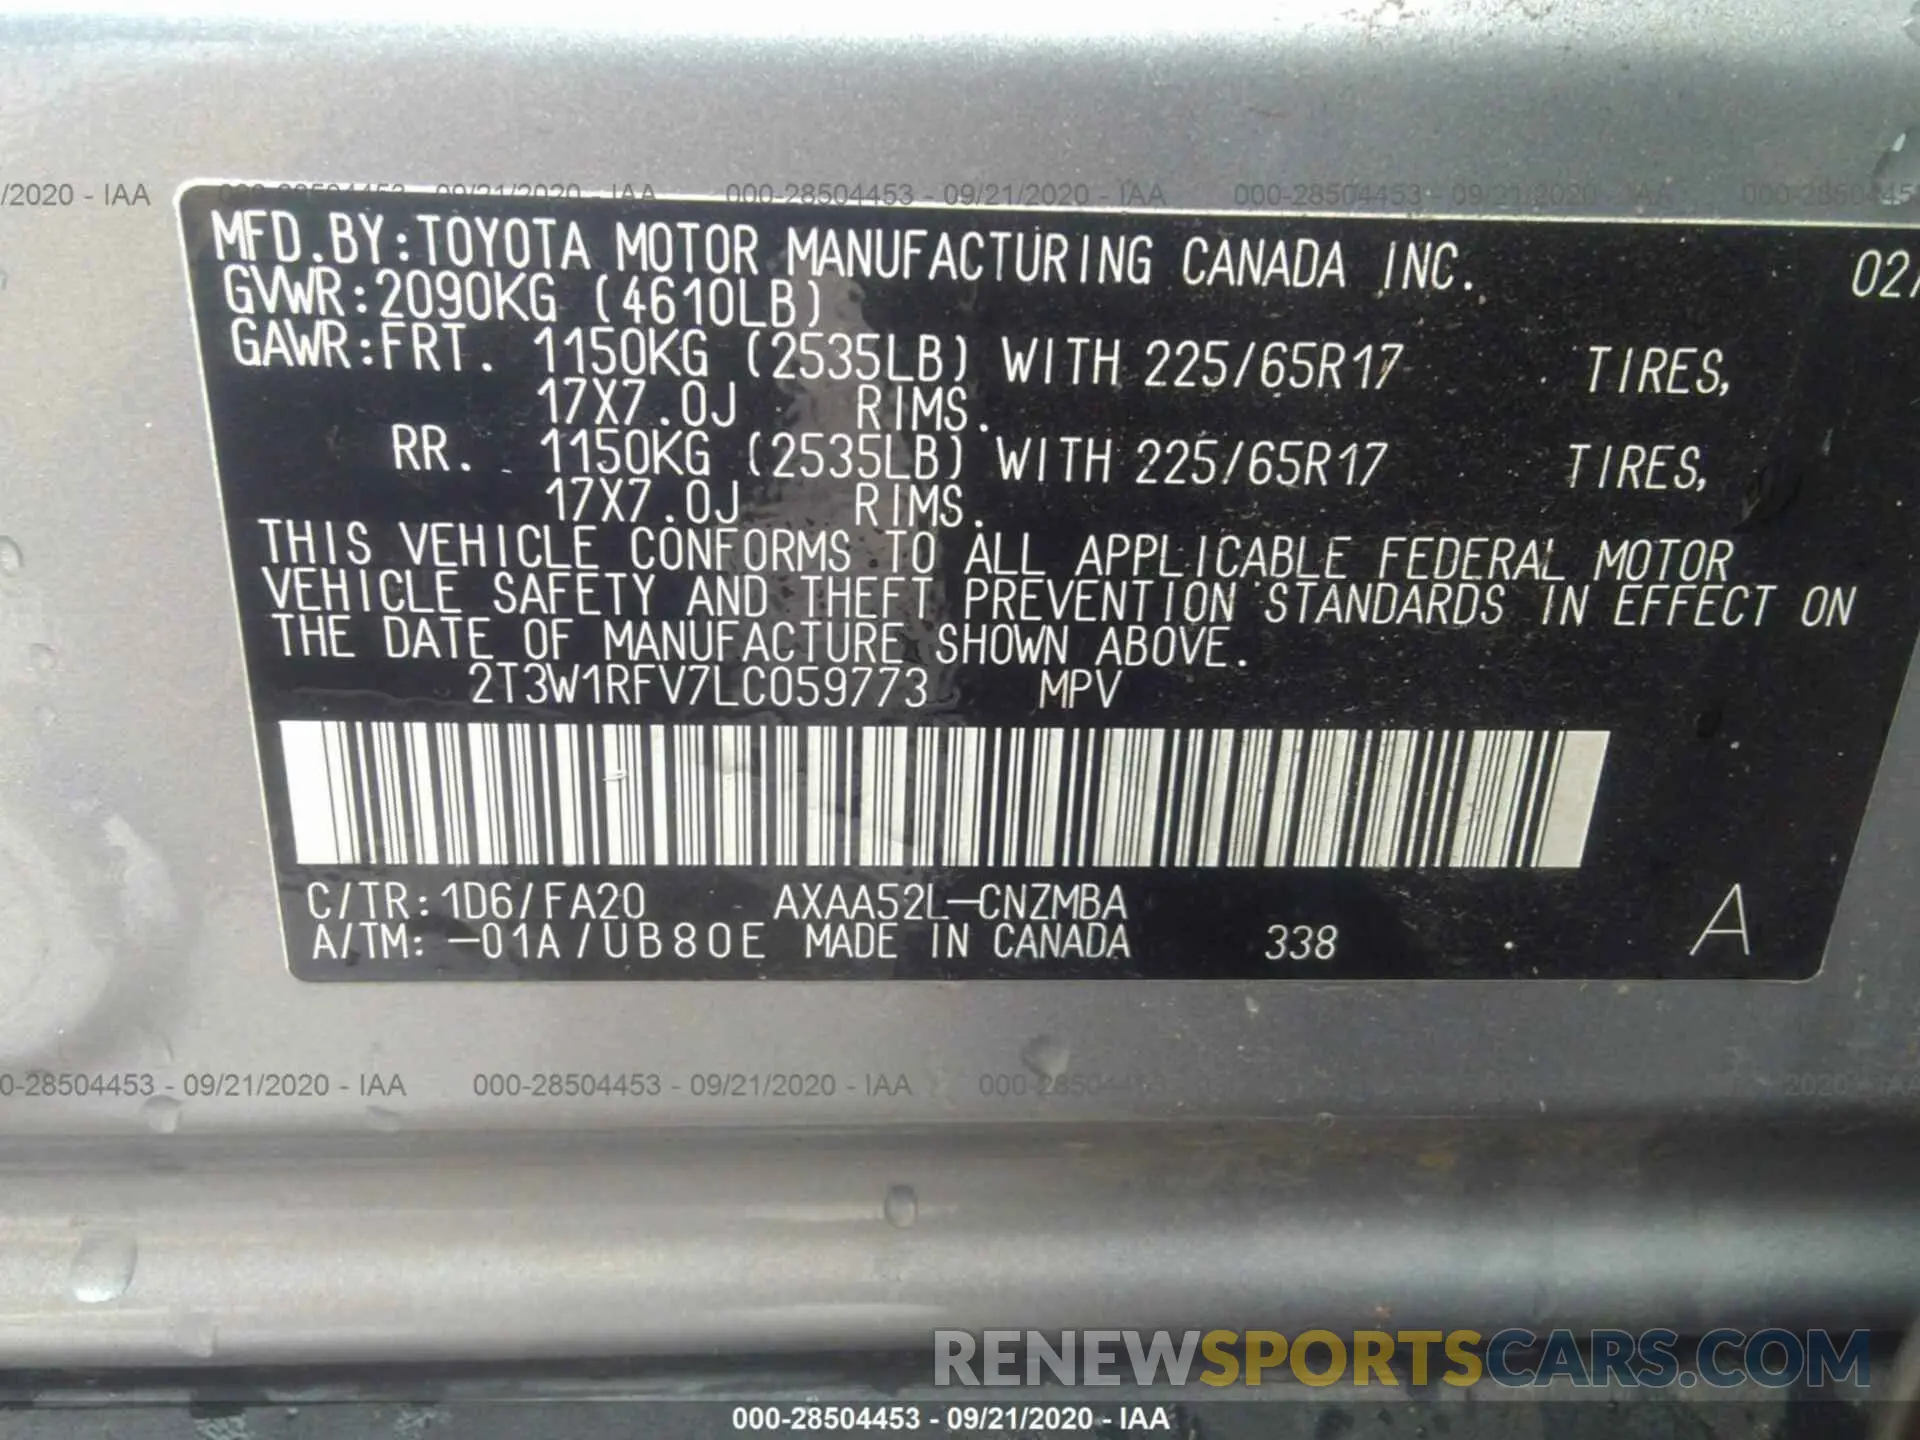 /2020 - IAA 000-28504453 - 09/21/2020 - IAA 000-28504453 - 09/21/2020 - IAA 000-28504453 - 09/21/2020 - IAA
MFD.BY:TOYOTA MOTOR MANUFACTURING CANADA INC. 02/
GVWR:2090KG (4610LB)
GAWR:FRT. 1150KG (2535LB) WITH 225/65R17 TIRES,
17X7.0J RIMS.
RR. 1150KG (2535LB) WITH 225/65R17 TIRES,
17X7.0J RIMS.
THIS VEHICLE CONFORMS TO ALL APPLICABLE FEDERAL MOTOR
VEHICLE SAFETY AND THEFT PREVENTION STANDARDS IN EFFECT ON
THE DATE OF MANUFACTURE SHOWN ABOVE.
2T3W1RFV7LC059773 MPV
C/TR:1D6/FA20 AXAA52L-CNZMBA
A/TM:-01A/UB80E MADE IN CANADA 338 A
0-28504453 - 09/21/2020 - IAA 000-28504453 - 09/21/2020 - IAA 000-28504453
RENEWSPORTSCARS.COM
000-28504453 - 09/21/2020 - IAA